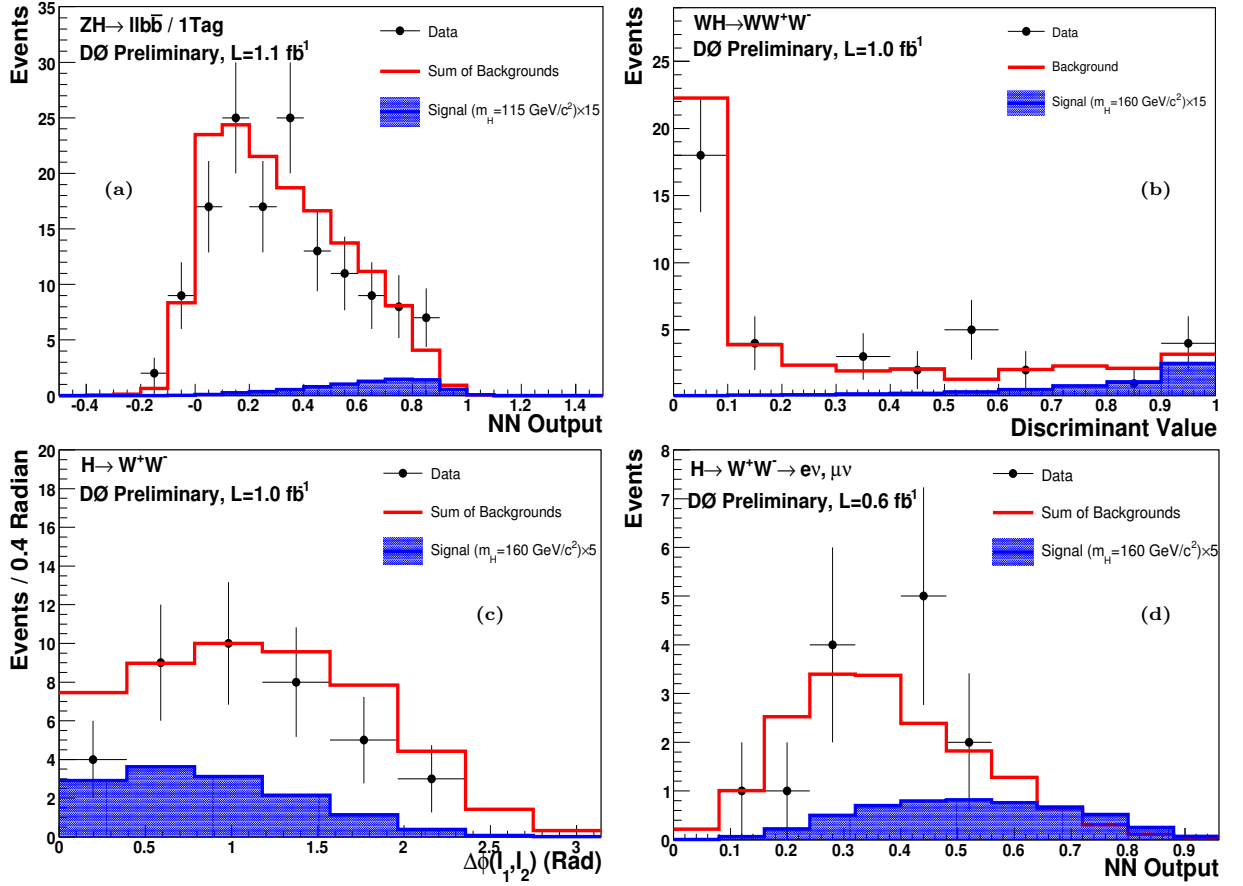 Events
35
30
25
20
15
10
5
0
ZH→ llbb̄ / 1Tag
DØ Preliminary, L=1.1 fb⁻¹
Data
Sum of Backgrounds
Signal (m_H=115 GeV/c²)×15
(a)
-0.4 -0.2 -0 0.2 0.4 0.6 0.8 1 1.2 1.4
NN Output
Events
25
20
15
10
5
WH→WW⁺W⁻
DØ Preliminary, L=1.0 fb⁻¹
Data
Background
Signal (m_H=160 GeV/c²)×15
(b)
0 0.1 0.2 0.3 0.4 0.5 0.6 0.7 0.8 0.9 1
Discriminant Value
Events / 0.4 Radian
20
18
16
14
12
10
8
6
4
2
0
H→ W⁺W⁻
DØ Preliminary, L=1.0 fb⁻¹
Data
Sum of Backgrounds
Signal (m_H=160 GeV/c²)×5
(c)
0 0.5 1 1.5 2 2.5 3
Δϕ(l₁,l₂) (Rad)
Events
8
7
6
5
4
3
2
1
0
H→ W⁺W⁻→ eν, μν
DØ Preliminary, L=0.6 fb⁻¹
Data
Sum of Backgrounds
Signal (m_H=160 GeV/c²)×5
(d)
0 0.1 0.2 0.3 0.4 0.5 0.6 0.7 0.8 0.9
NN Output